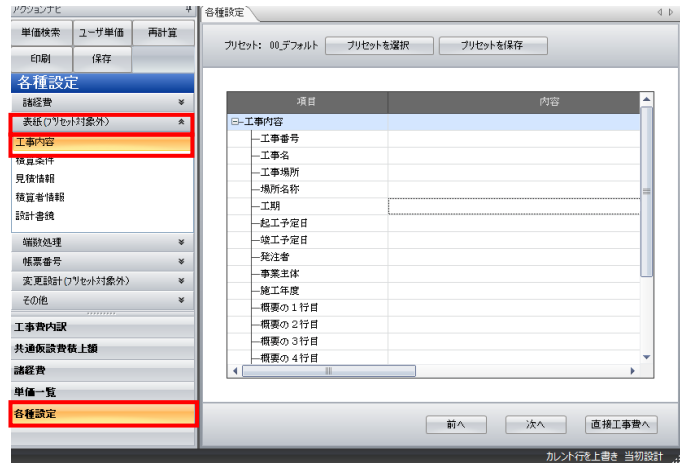 アクションナビ
単価検索 ユーザ単価 再計算
印刷 保存
各種設定
諸経費
表紙(プリセット対象外)
工事内容
積算条件
見積情報
積算者情報
設計書鏡
端数処理
帳票番号
変更設計(プリセット対象外)
その他
工事費内訳
共通仮設費積上額
諸経費
単価一覧
各種設定
各種設定
プリセット: 00_デフォルト プリセットを選択 プリセットを保存
項目 内容
工事内容
工事番号
工事名
工事場所
場所名称
工期
起工予定日
竣工予定日
発注者
事業主体
施工年度
概要の1行目
概要の2行目
概要の3行目
概要の4行目
前へ 次へ 直接工事費へ
カレント行を上書き 当初設計